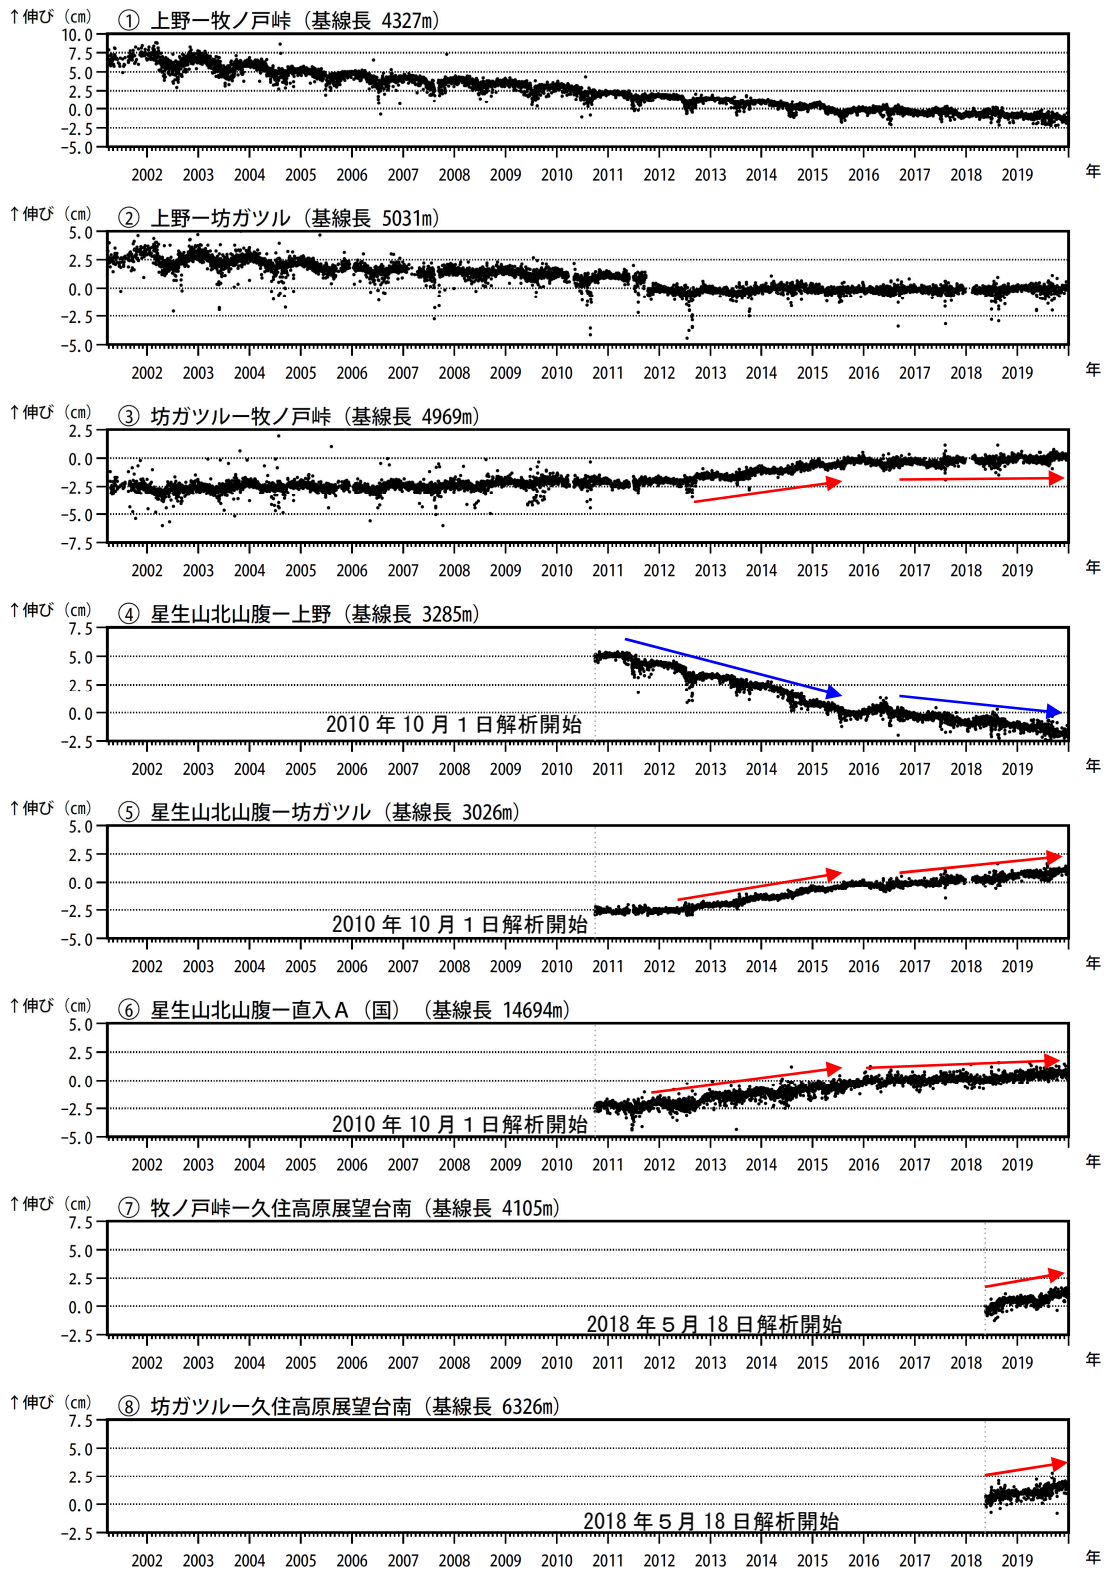 ↑伸び（cm） ① 上野ー牧ノ戸峠（基線長 4327m）
10.0
7.5
5.0
2.5
0.0
−2.5
−5.0
2002 2003 2004 2005 2006 2007 2008 2009 2010 2011 2012 2013 2014 2015 2016 2017 2018 2019 年
↑伸び（cm） ② 上野ー坊ガツル（基線長 5031m）
5.0
2.5
0.0
−2.5
−5.0
2002 2003 2004 2005 2006 2007 2008 2009 2010 2011 2012 2013 2014 2015 2016 2017 2018 2019 年
↑伸び（cm） ③ 坊ガツルー牧ノ戸峠（基線長 4969m）
2.5
0.0
−2.5
−5.0
−7.5
2002 2003 2004 2005 2006 2007 2008 2009 2010 2011 2012 2013 2014 2015 2016 2017 2018 2019 年
↑伸び（cm） ④ 星生山北山腹ー上野（基線長 3285m）
7.5
5.0
2.5
0.0
2010 年 10 月 1 日解析開始
−2.5
2002 2003 2004 2005 2006 2007 2008 2009 2010 2011 2012 2013 2014 2015 2016 2017 2018 2019 年
↑伸び（cm） ⑤ 星生山北山腹ー坊ガツル（基線長 3026m）
5.0
2.5
0.0
−2.5
2010 年 10 月 1 日解析開始
−5.0
2002 2003 2004 2005 2006 2007 2008 2009 2010 2011 2012 2013 2014 2015 2016 2017 2018 2019 年
↑伸び（cm） ⑥ 星生山北山腹ー直入Ａ（国）（基線長 14694m）
5.0
2.5
0.0
−2.5
2010 年 10 月 1 日解析開始
−5.0
2002 2003 2004 2005 2006 2007 2008 2009 2010 2011 2012 2013 2014 2015 2016 2017 2018 2019 年
↑伸び（cm） ⑦ 牧ノ戸峠ー久住高原展望台南（基線長 4105m）
7.5
5.0
2.5
0.0
2018 年 5 月 18 日解析開始
−2.5
2002 2003 2004 2005 2006 2007 2008 2009 2010 2011 2012 2013 2014 2015 2016 2017 2018 2019 年
↑伸び（cm） ⑧ 坊ガツルー久住高原展望台南（基線長 6326m）
7.5
5.0
2.5
0.0
2018 年 5 月 18 日解析開始
−2.5
2002 2003 2004 2005 2006 2007 2008 2009 2010 2011 2012 2013 2014 2015 2016 2017 2018 2019 年